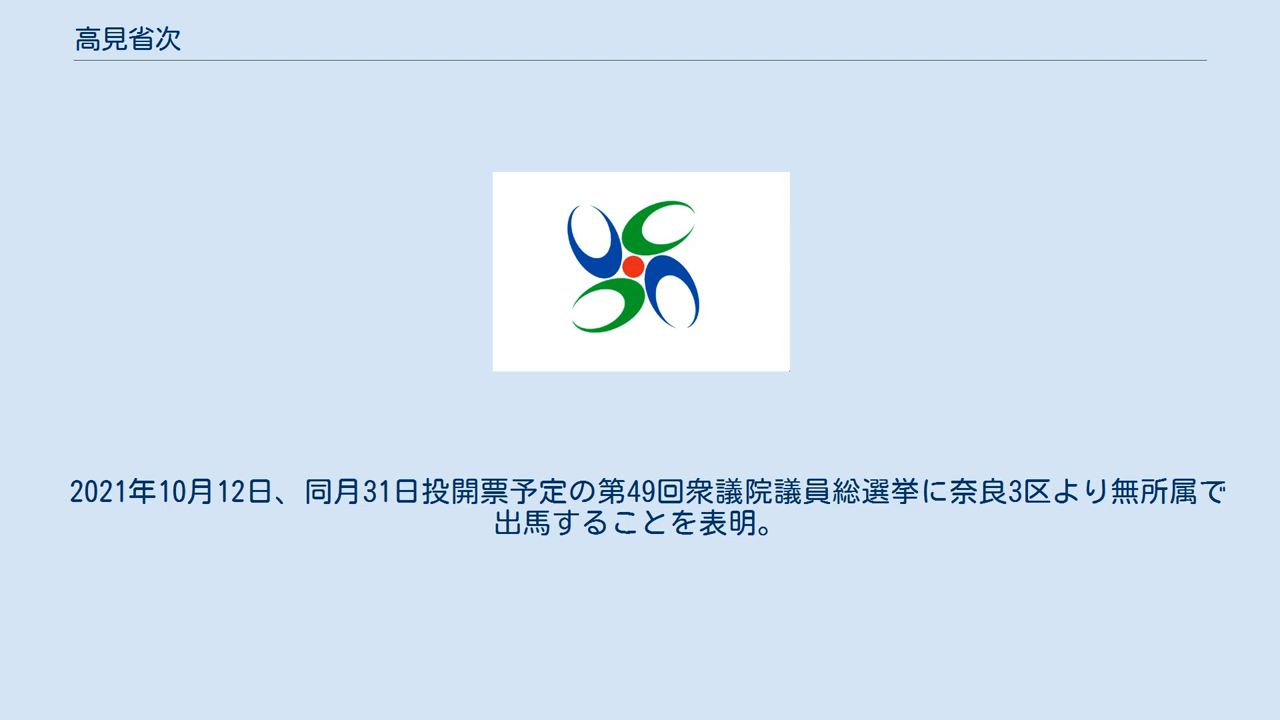 高見省次
2021年10月12日、同月31日投開票予定の第49回衆議院議員総選挙に奈良3区より無所属で
出馬することを表明。